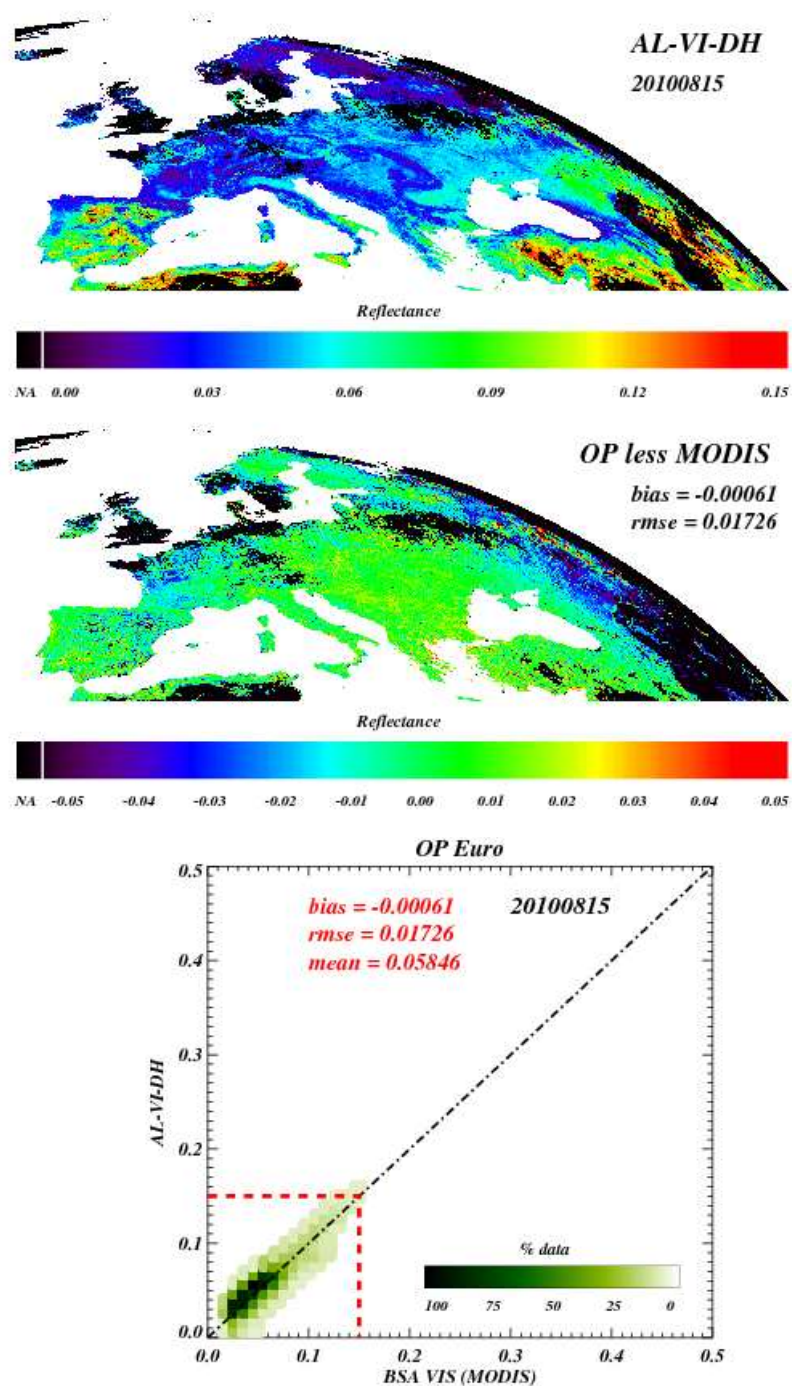 AL-VI-DH
20100815
Reflectance
NA 0.00 0.03 0.06 0.09 0.12 0.15
OP less MODIS
bias = -0.00061
rmse = 0.01726
Reflectance
NA -0.05 -0.04 -0.03 -0.02 -0.01 0.00 0.01 0.02 0.03 0.04 0.05
OP Euro
0.5
bias = -0.00061 20100815
rmse = 0.01726
mean = 0.05846
0.4
0.3
AL-VI-DH
0.2
0.1
% data
100 75 50 25 0
0.0
0.0 0.1 0.2 0.3 0.4 0.5
BSA VIS (MODIS)